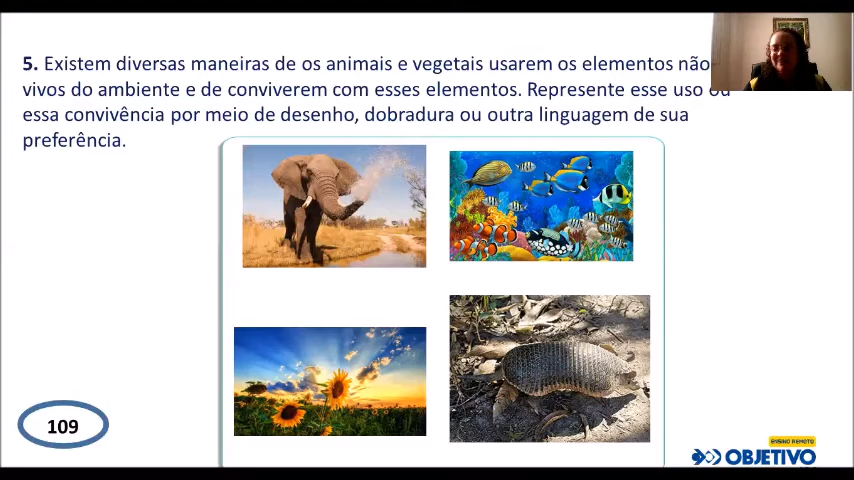 5. Existem diversas maneiras de os animais e vegetais usarem os elementos não
vivos do ambiente e de conviverem com esses elementos. Represente esse uso ou
essa convivência por meio de desenho, dobradura ou outra linguagem de sua
preferência.
109
ENSINO REMOTO
OBJETIVO